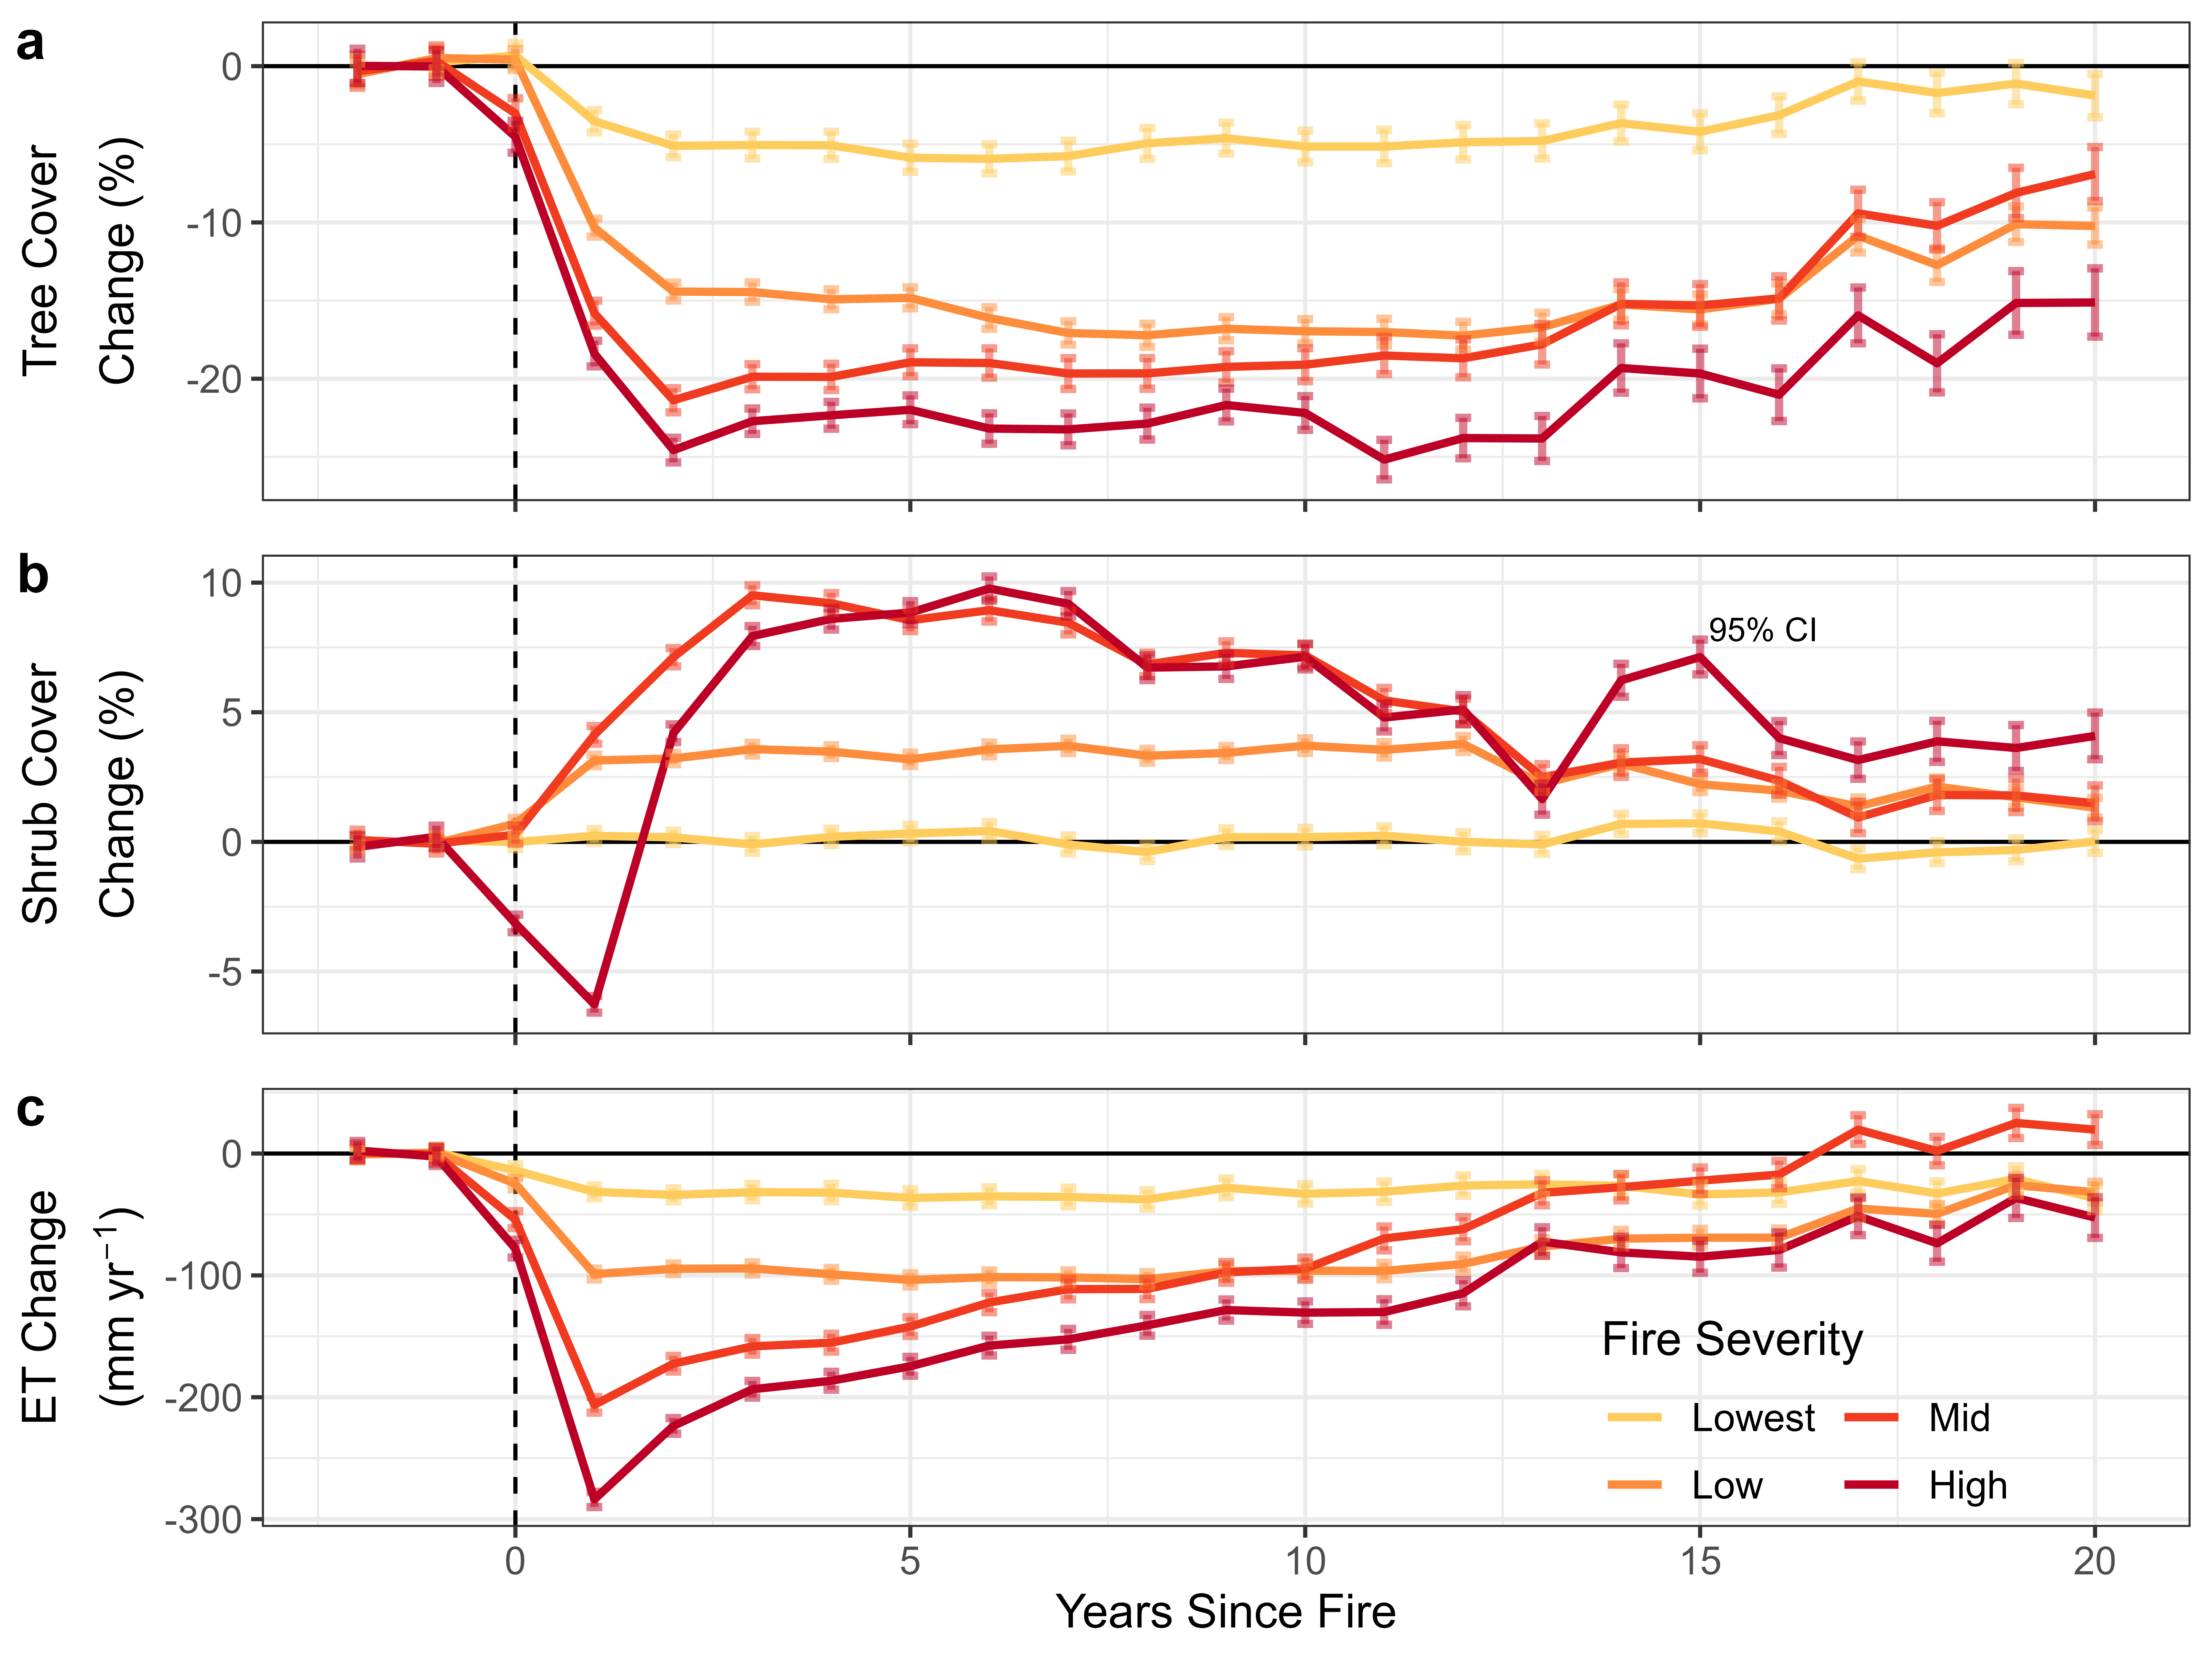 a
Tree Cover
Change (%)
0
-10
-20
b
Shrub Cover
Change (%)
10
5
0
-5
95% CI
c
ET Change
(mm yr⁻¹)
0
-100
-200
-300
Fire Severity
Lowest Mid
Low High
0 5 10 15 20
Years Since Fire